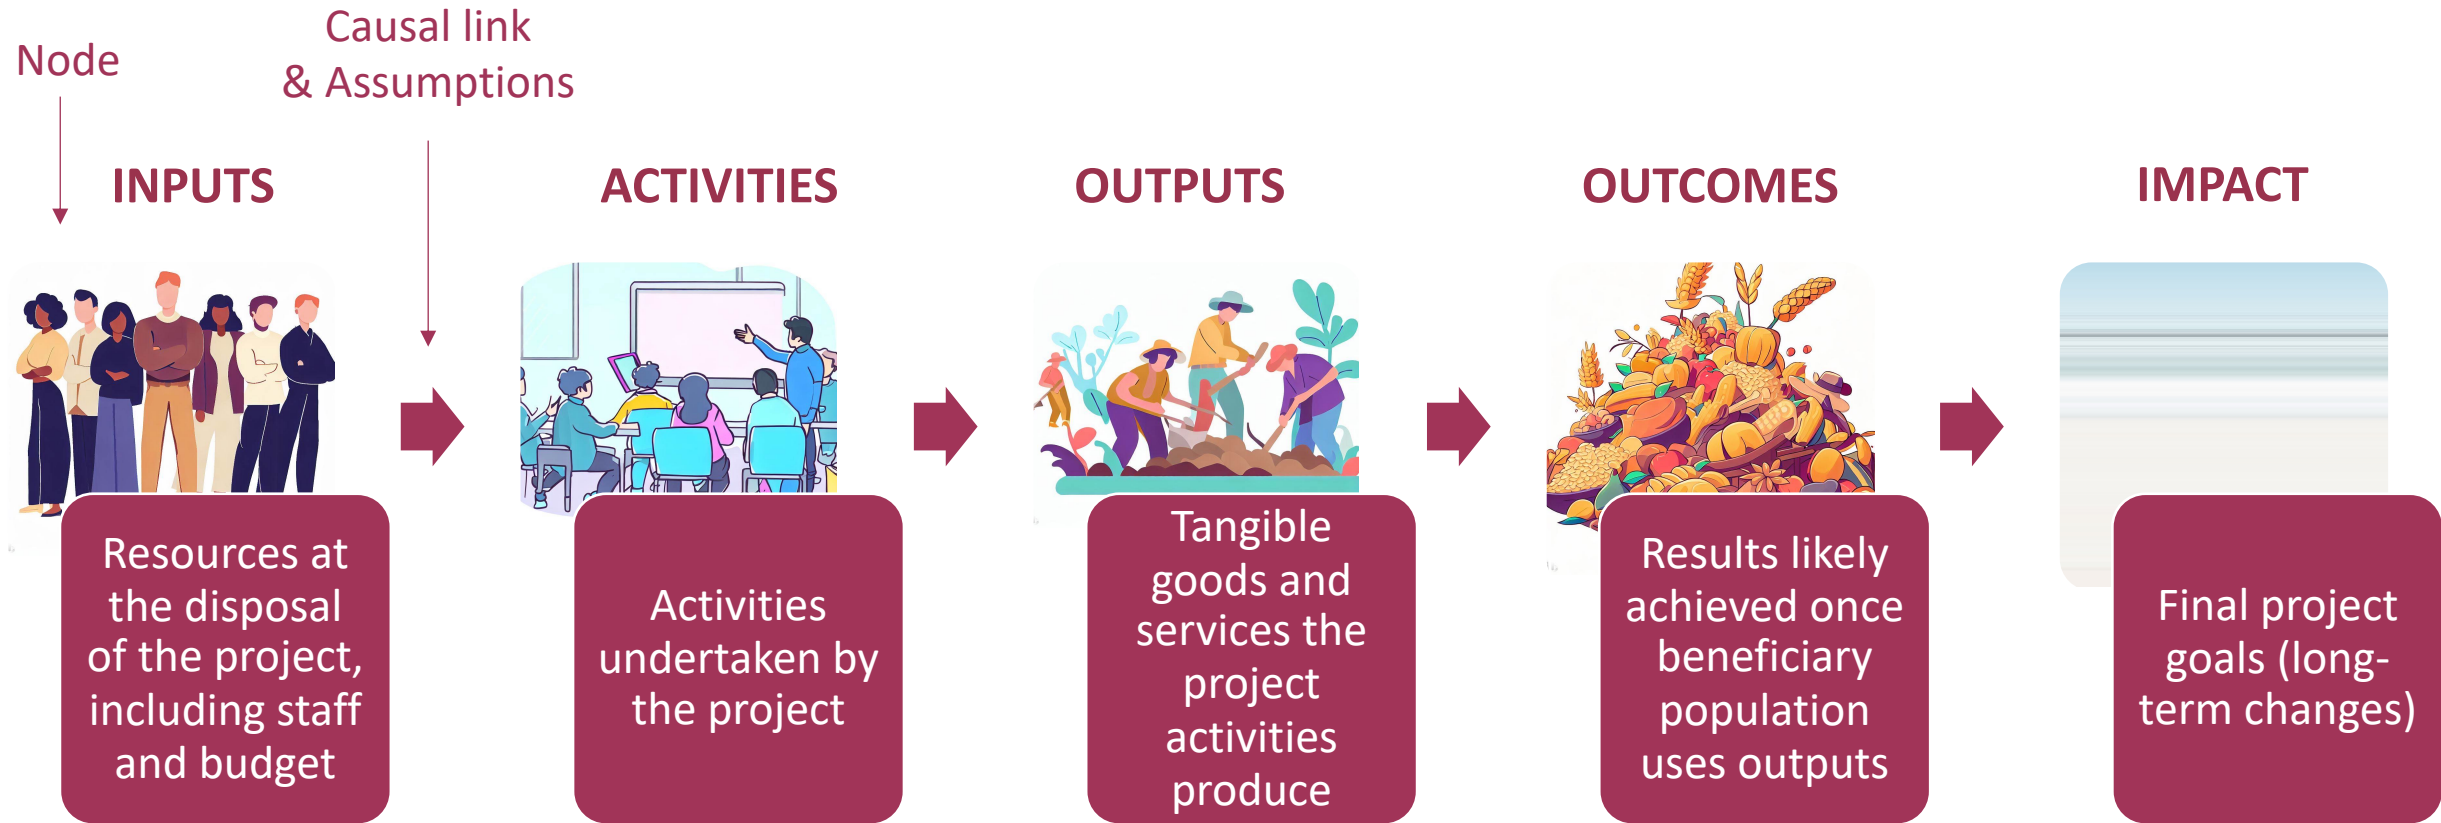 Node
Causal link
& Assumptions
INPUTS
ACTIVITIES
OUTPUTS
OUTCOMES
IMPACT
Resources at
the disposal
of the project,
including staff
and budget
Activities
undertaken by
the project
Tangible
goods and
services the
project
activities
produce
Results likely
achieved once
beneficiary
population
uses outputs
Final project
goals (long-
term changes)